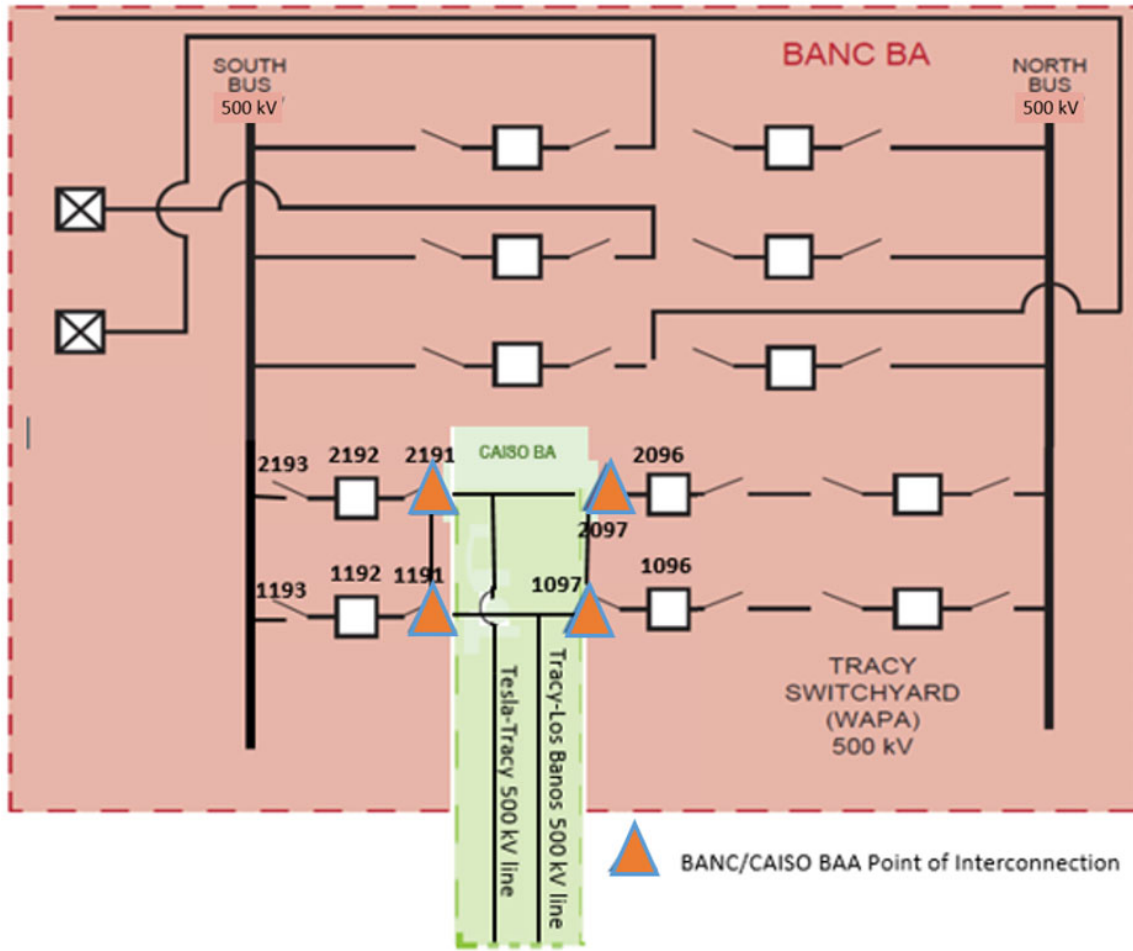 BANC BA
SOUTH
BUS
500 kV
NORTH
BUS
500 kV
CAISO BA
2193
2192
2191
2096
2097
1193
1192
1191
1097
1096
Tesla-Tracy 500 kV line
Tracy-Los Banos 500 kV line
TRACY
SWITCHYARD
(WAPA)
500 kV
BANC/CAISO BAA Point of Interconnection